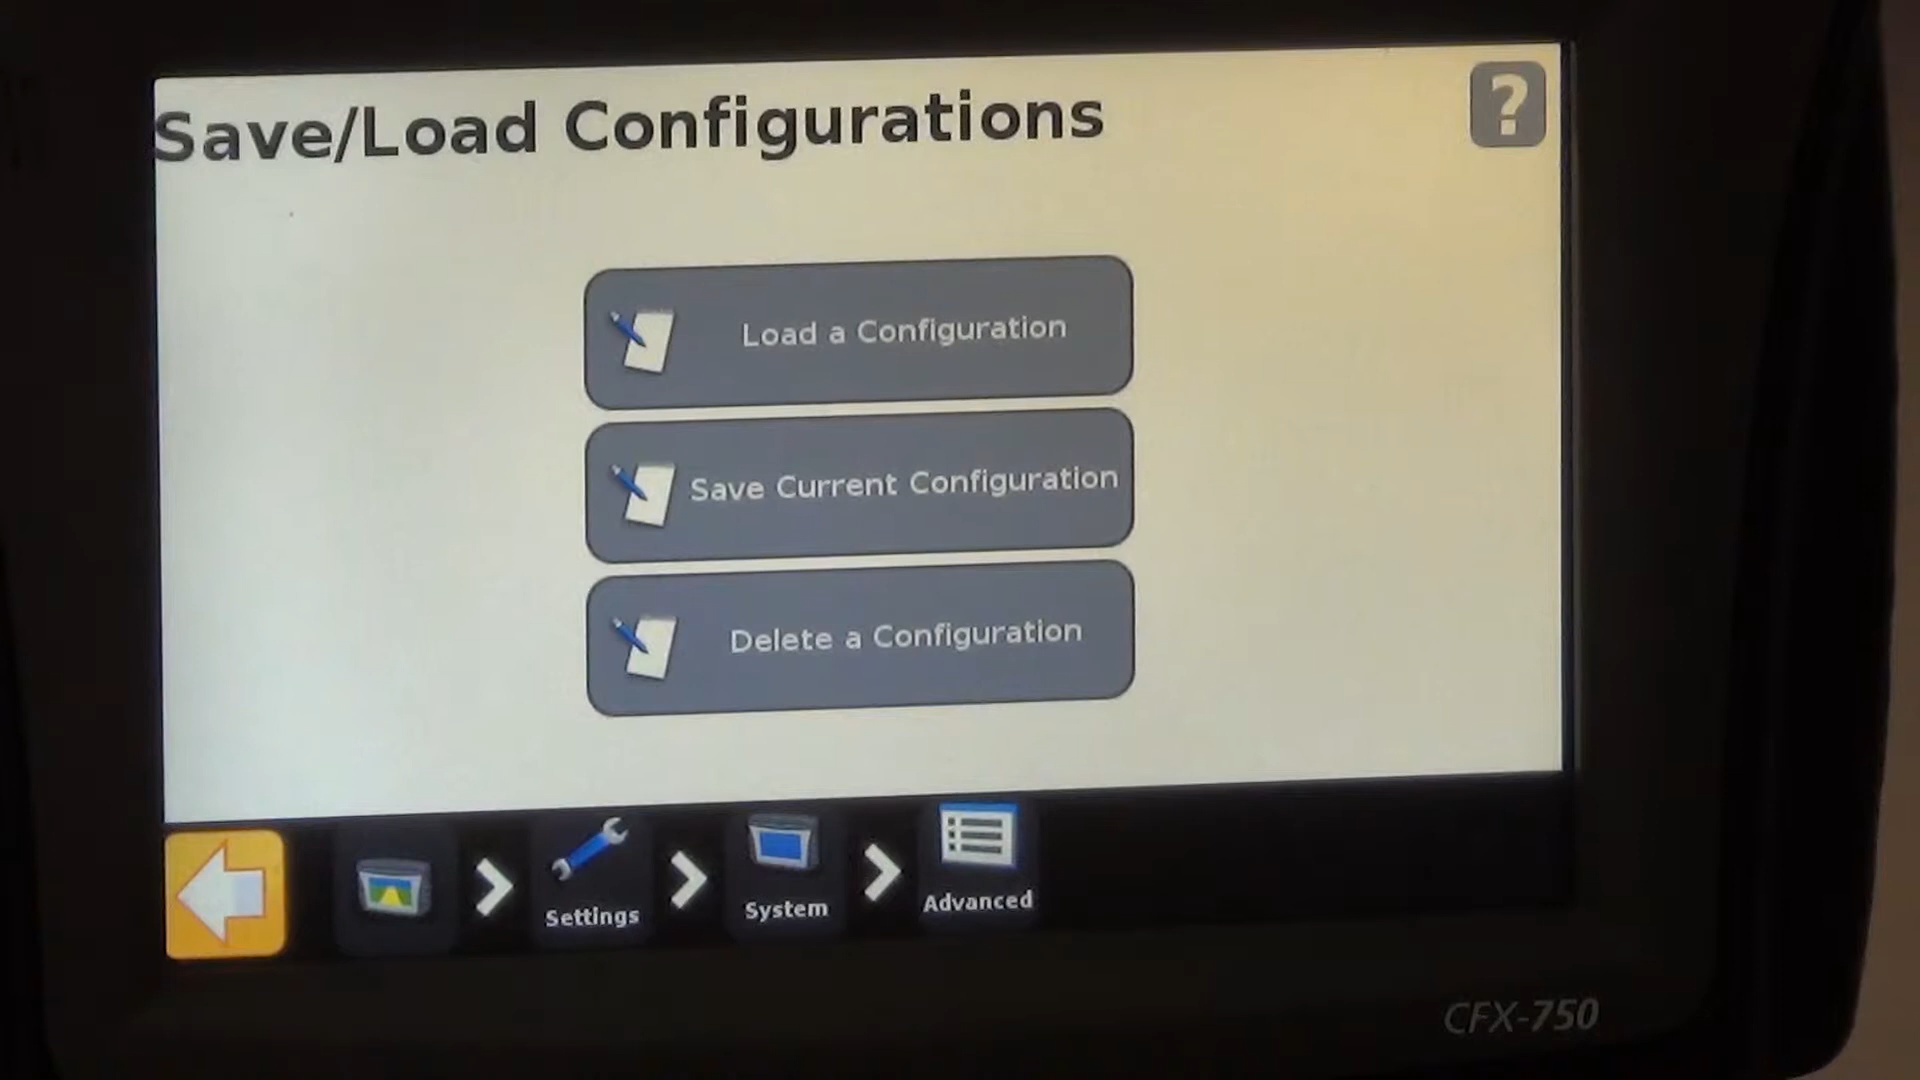 Save/Load Configurations
?
Load a Configuration
Save Current Configuration
Delete a Configuration
Settings
System
Advanced
CFX-750